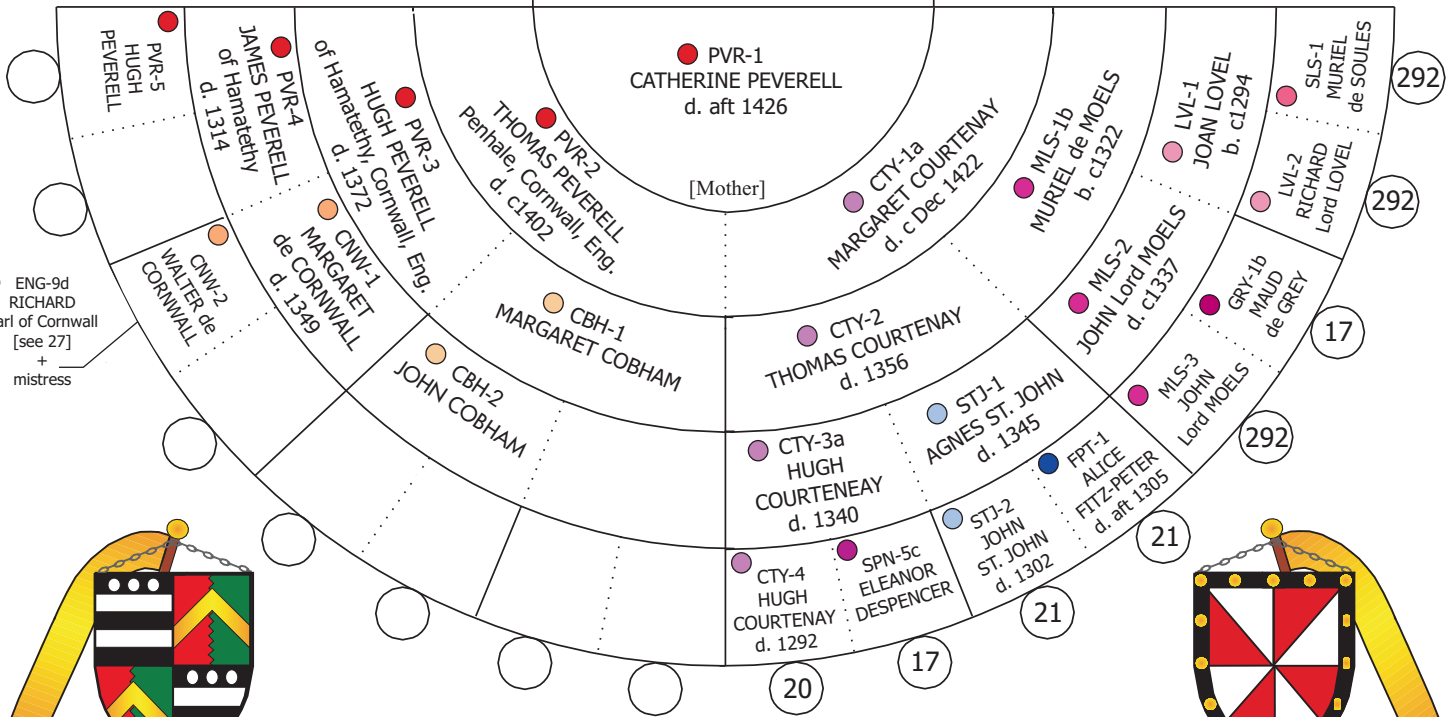 PVR-1
CATHERINE PEVERELL
d. aft 1426
[Mother]
PVR-2
THOMAS PEVERELL
Penhale, Cornwall, Eng.
d. c1402
CTY-1a
MARGARET COURTENAY
d. c Dec 1422
PVR-3
HUGH PEVERELL
of Hamatethy, Cornwall, Eng.
d. 1372
CBH-1
MARGARET COBHAM
CTY-2
THOMAS COURTENAY
d. 1356
MLS-1b
MURIEL de MOELS
b. c1322
PVR-4
JAMES PEVERELL
of Hamatethy
d. 1314
CNW-1
MARGARET
de CORNWALL
d. 1349
CBH-2
JOHN COBHAM
CTY-3a
HUGH
COURTENEAY
d. 1340
STJ-1
AGNES ST. JOHN
d. 1345
MLS-2
JOHN Lord MOELS
d. c1337
LVL-1
JOAN LOVEL
b. c1294
PVR-5
HUGH
PEVERELL
CNW-2
WALTER de
CORNWALL
ENG-9d
RICHARD
arl of Cornwall
[see 27]
+
mistress
CTY-4
HUGH
COURTENAY
d. 1292
SPN-5c
ELEANOR
DESPENCER
STJ-2
JOHN
ST. JOHN
d. 1302
FPT-1
ALICE
FITZ-PETER
d. aft 1305
MLS-3
JOHN
Lord MOELS
GRY-1b
MAUD
de GREY
LVL-2
RICHARD
Lord LOVEL
SLS-1
MURIEL
de SOULES
20
17
21
21
292
17
292
292